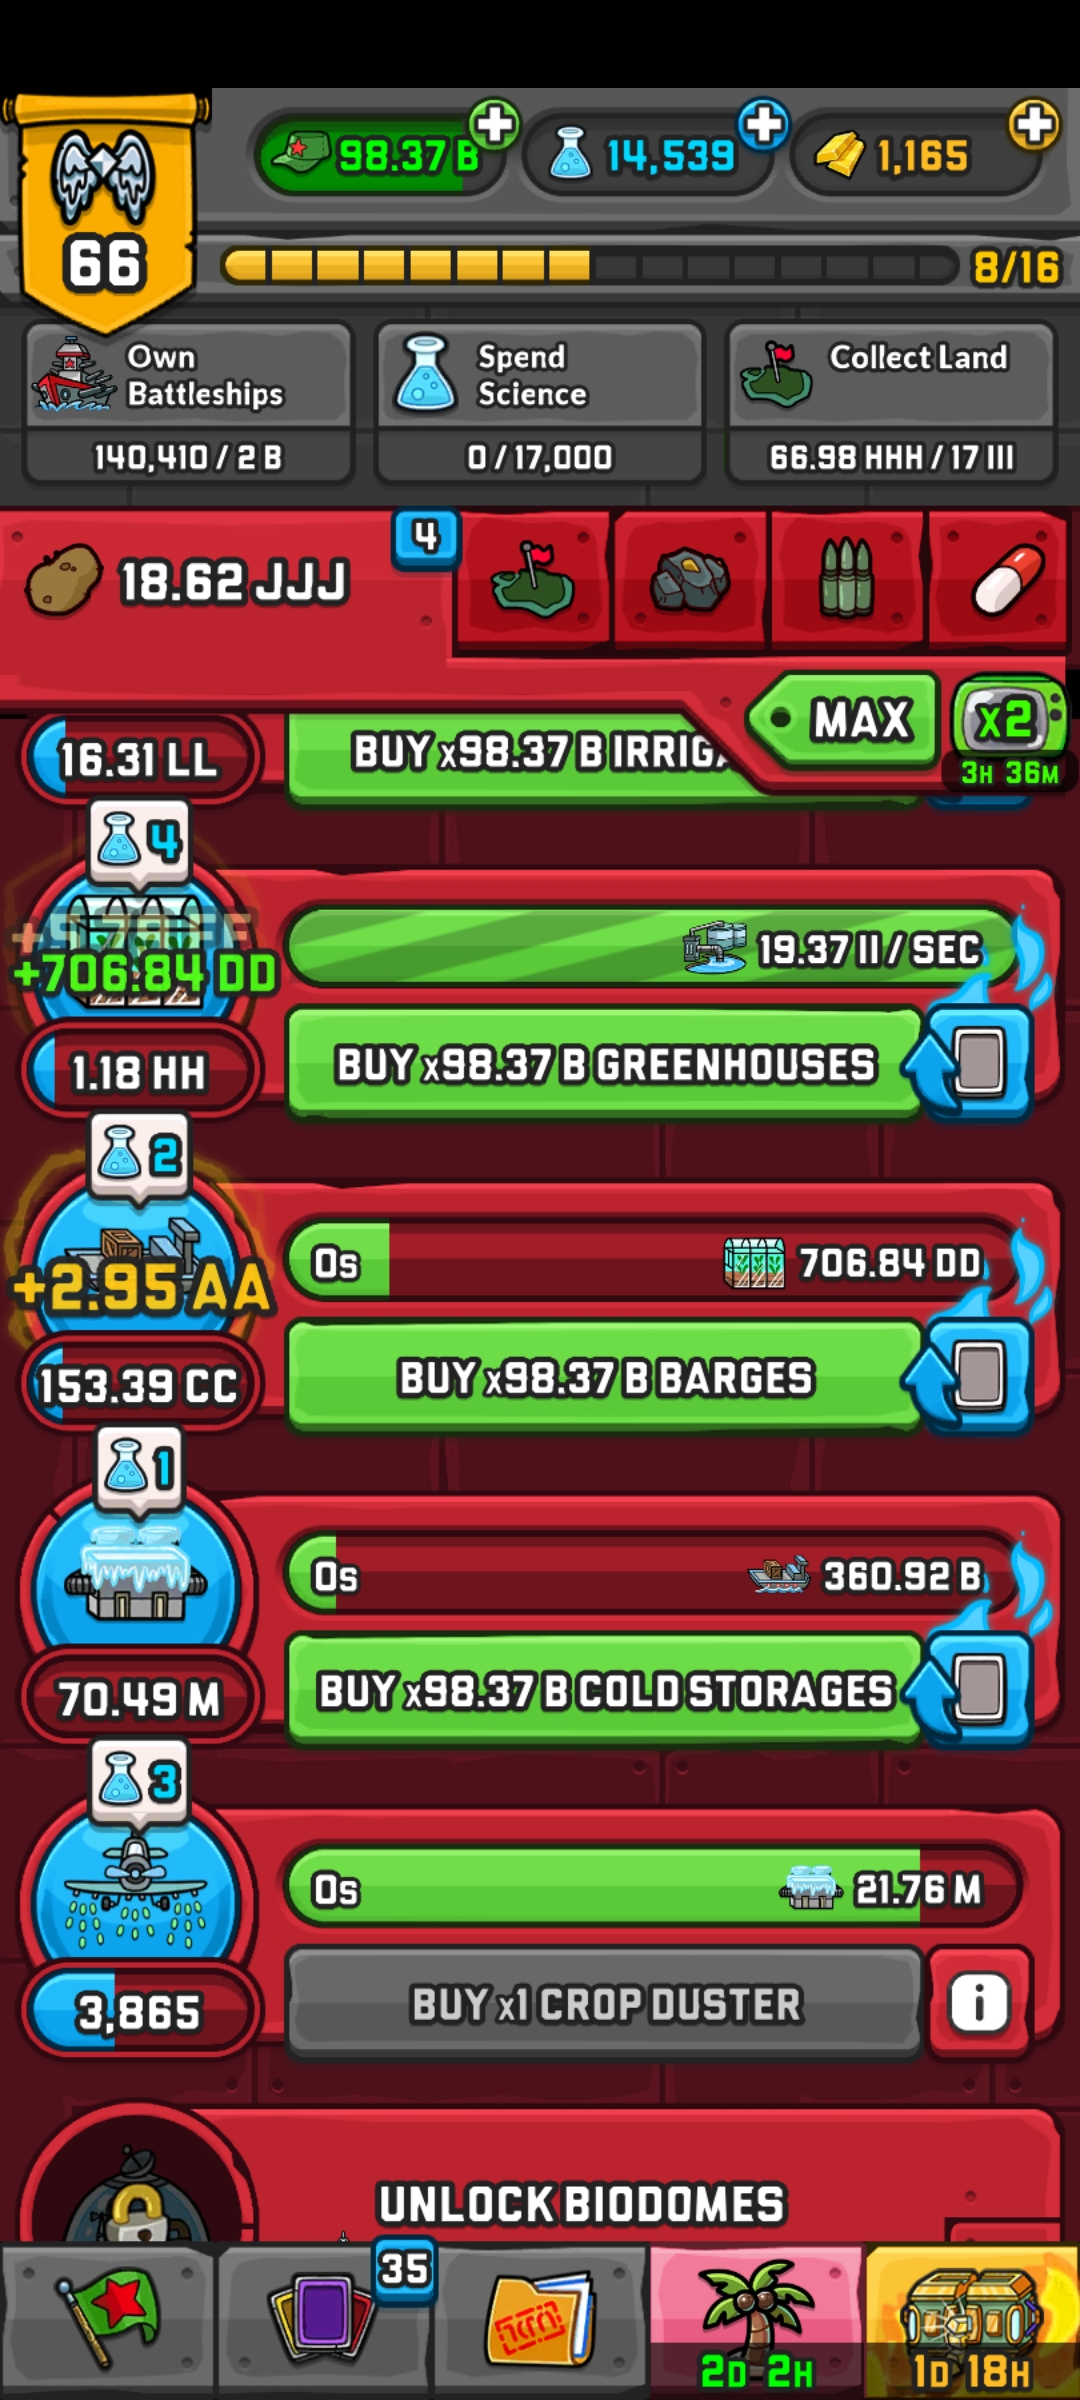 98.37 B
14,539
1,165
66
8/16
Own
Battleships
140,410 / 2 B
Spend
Science
0 / 17,000
Collect Land
66.98 HHH / 17 III
18.62 JJJ
4
MAX
x2
3H 36M
16.31 LL
BUY x98.37 B IRRIG
4
+706.84 DD
19.37 II / SEC
1.18 HH
BUY x98.37 B GREENHOUSES
2
+2.95 AA
0s
706.84 DD
153.39 CC
BUY x98.37 B BARGES
1
0s
360.92 B
70.49 M
BUY x98.37 B COLD STORAGES
3
0s
21.76 M
3,865
BUY x1 CROP DUSTER
i
UNLOCK BIODOMES
35
2D 2H
1D 18H